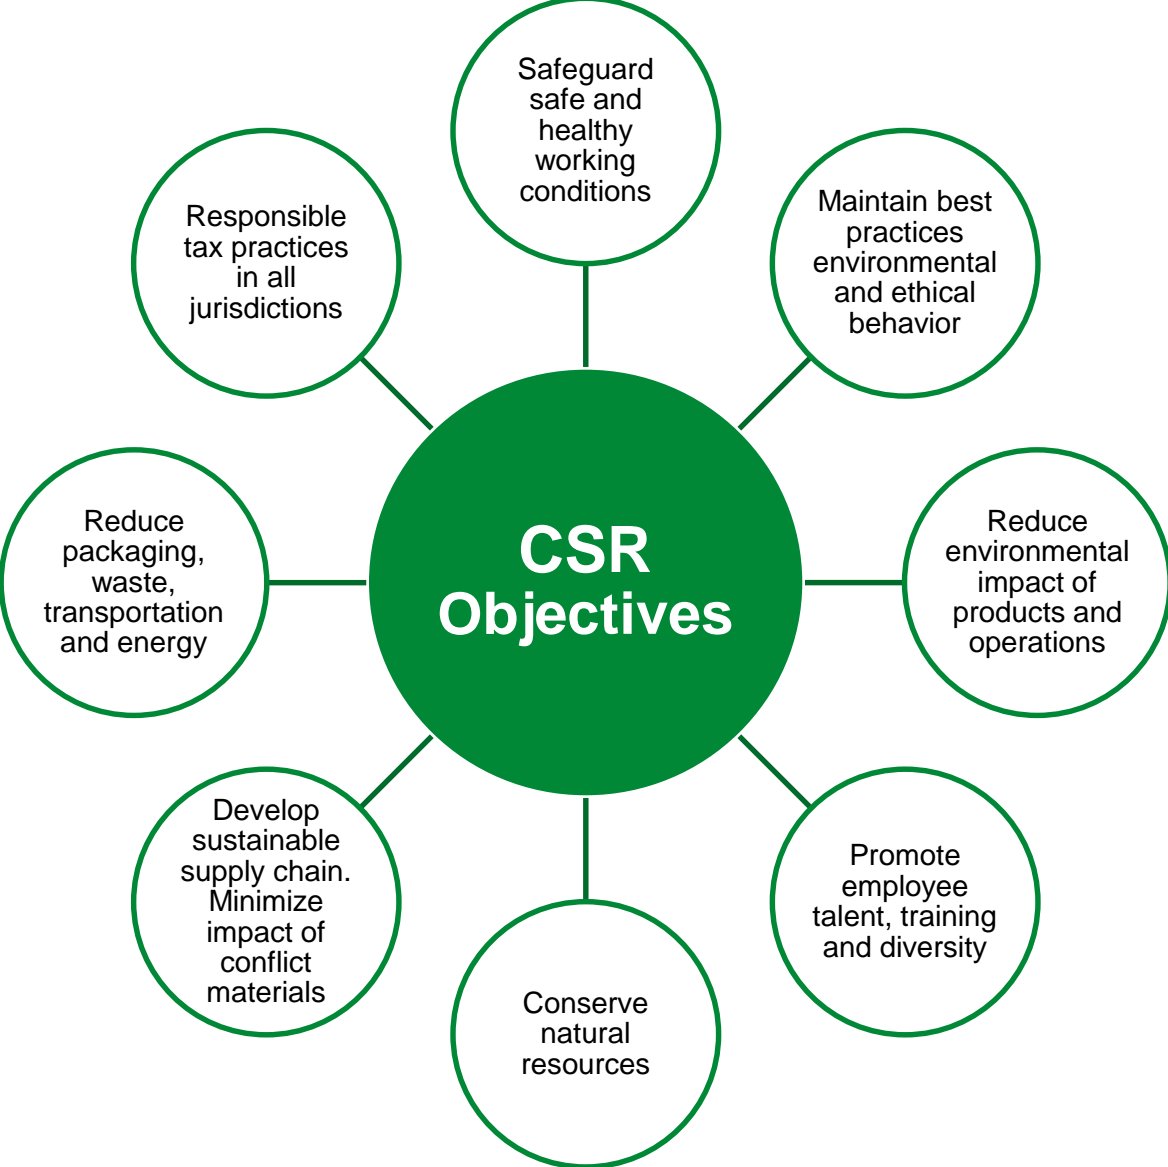 Safeguard
safe and
healthy
working
conditions
Maintain best
practices
environmental
and ethical
behavior
Reduce
environmental
impact of
products and
operations
Promote
employee
talent, training
and diversity
Conserve
natural
resources
Develop
sustainable
supply chain.
Minimize
impact of
conflict
materials
Reduce
packaging,
waste,
transportation
and energy
Responsible
tax practices
in all
jurisdictions
CSR
Objectives